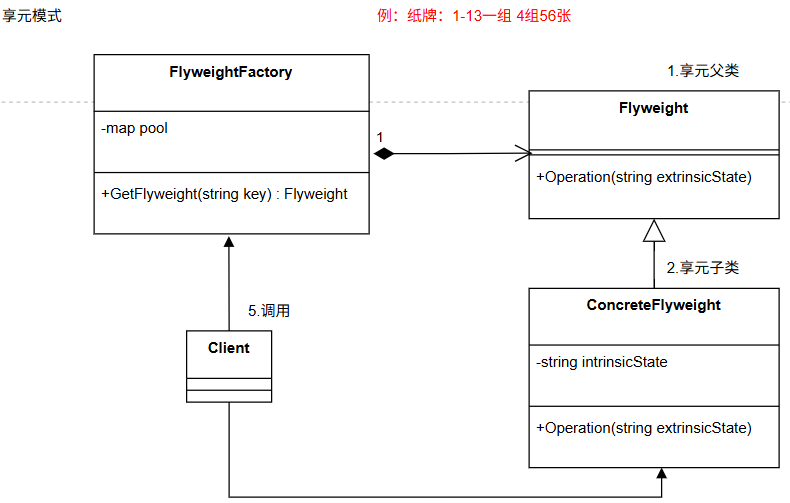 享元模式
例：纸牌：1-13一组 4组56张
FlyweightFactory
-map pool
+GetFlyweight(string key) : Flyweight
1
1.享元父类
Flyweight
+Operation(string extrinsicState)
2.享元子类
ConcreteFlyweight
-string intrinsicState
+Operation(string extrinsicState)
5.调用
Client